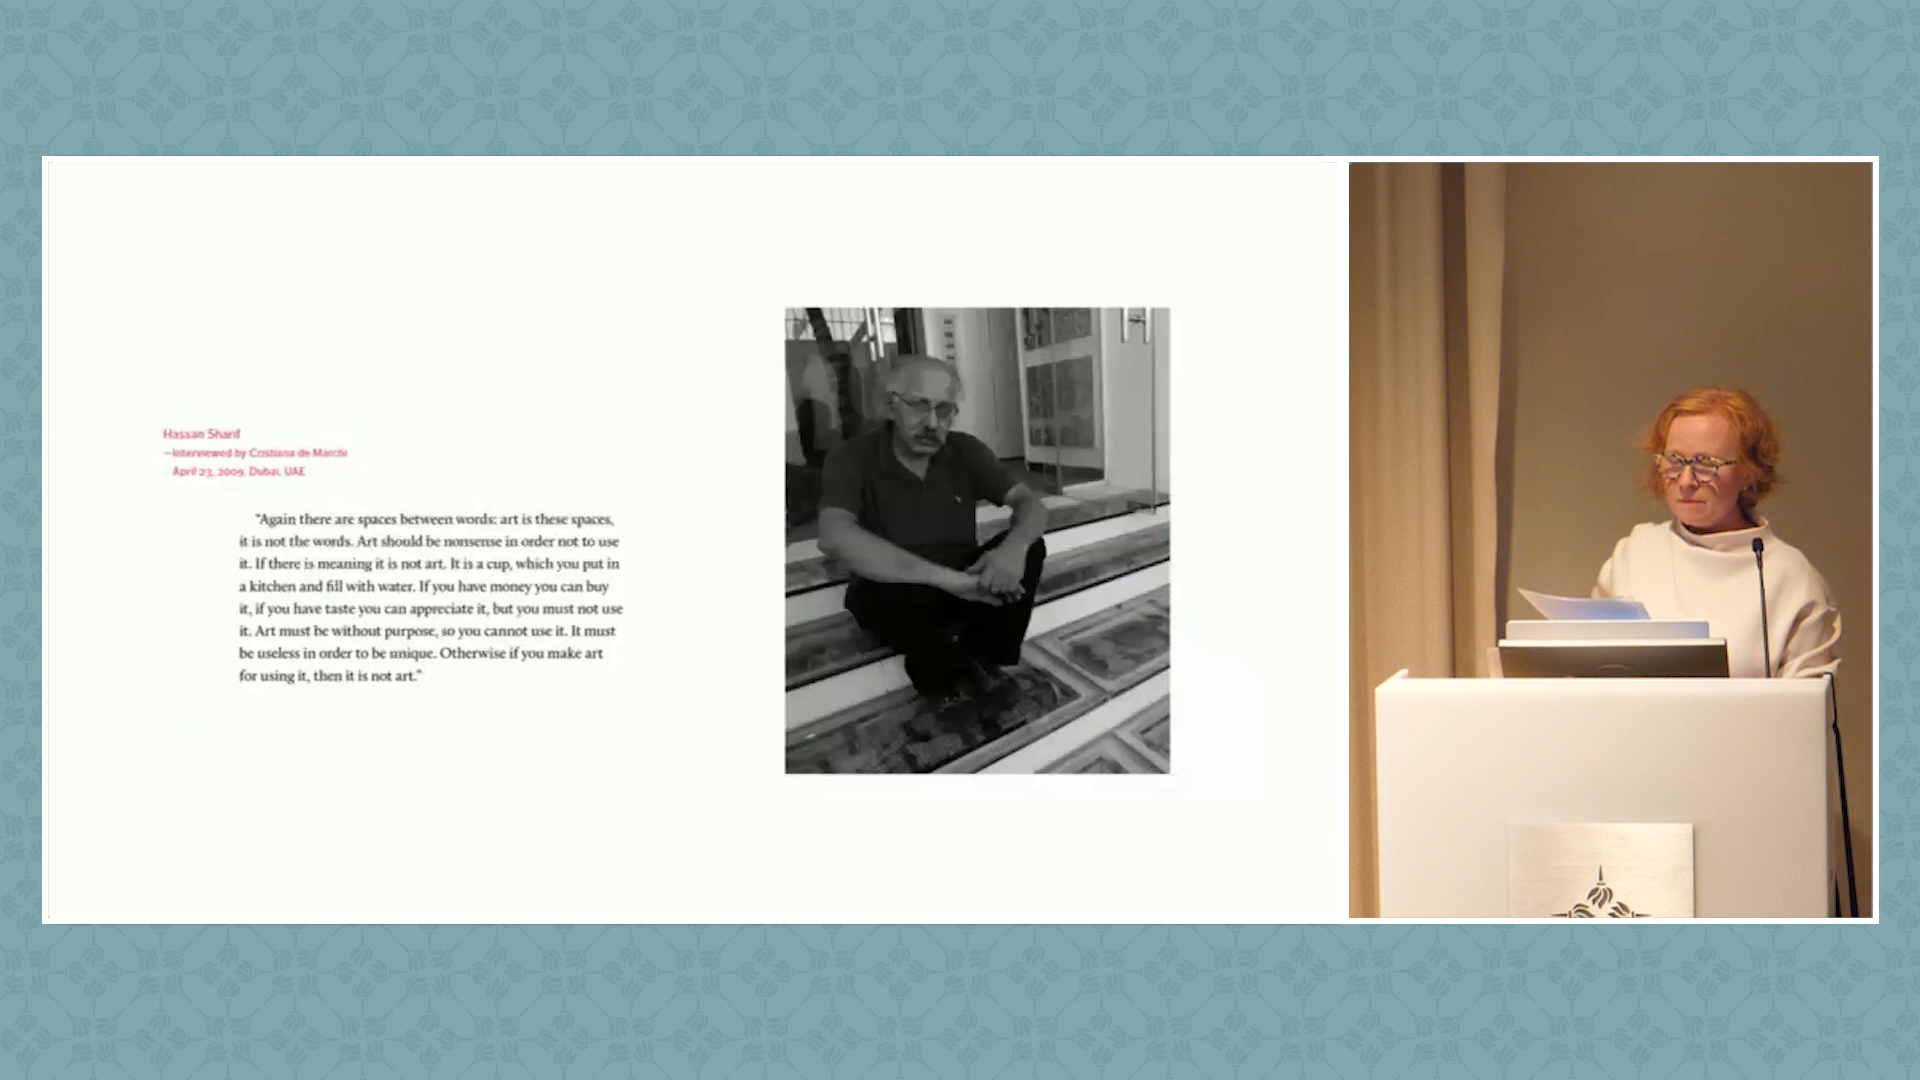 Hassan Sharif
—Interviewed by Cristiana de Marchi
April 23, 2009, Dubai, UAE
"Again there are spaces between words: art is these spaces,
it is not the words. Art should be nonsense in order not to use
it. If there is meaning it is not art. It is a cup, which you put in
a kitchen and fill with water. If you have money you can buy
it, if you have taste you can appreciate it, but you must not use
it. Art must be without purpose, so you cannot use it. It must
be useless in order to be unique. Otherwise if you make art
for using it, then it is not art."